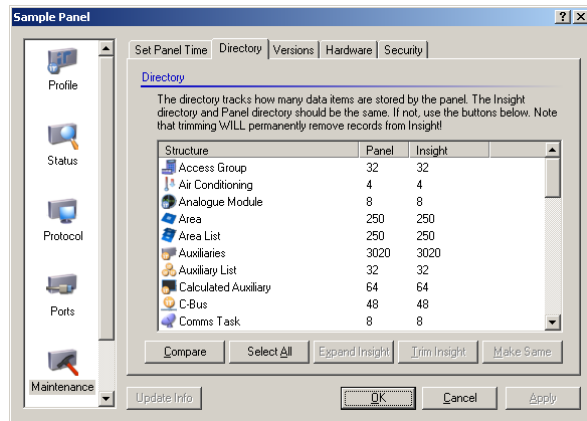 Sample Panel
Profile
Status
Protocol
Ports
Maintenance
Set Panel Time Directory Versions Hardware Security
Directory
The directory tracks how many data items are stored by the panel. The Insight
directory and Panel directory should be the same. If not, use the buttons below. Note
that trimming WILL permanently remove records from Insight!
Structure Panel Insight
Access Group 32 32
Air Conditioning 4 4
Analogue Module 8 8
Area 250 250
Area List 250 250
Auxiliaries 3020 3020
Auxiliary List 32 32
Calculated Auxiliary 64 64
C-Bus 48 48
Comms Task 8 8
Compare Select All Expand Insight Trim Insight Make Same
Update Info OK Cancel Apply